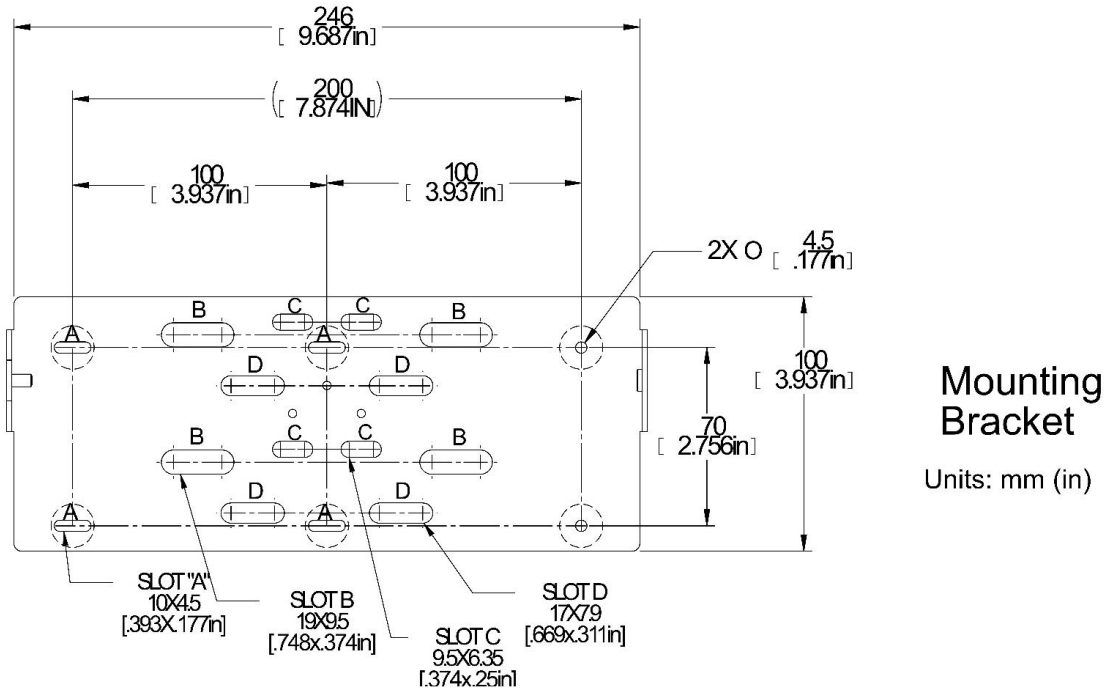 246
[ 9.687in]
( 200 )
[ 7.874IN]
100
[ 3.937in]
100
[ 3.937in]
2X O 4.5
[ .177in]
B
C
C
B
A
A
D
D
100
[ 3.937in]
Mounting
Bracket
70
[ 2.756in]
Units: mm (in)
B
C
C
B
D
D
A
A
SLOT "A"
10X4.5
[.393X.177in]
SLOT B
19X9.5
[.748x.374in]
SLOT C
9.5X6.35
[.374x.25in]
SLOT D
17X7.9
[.669x.311in]